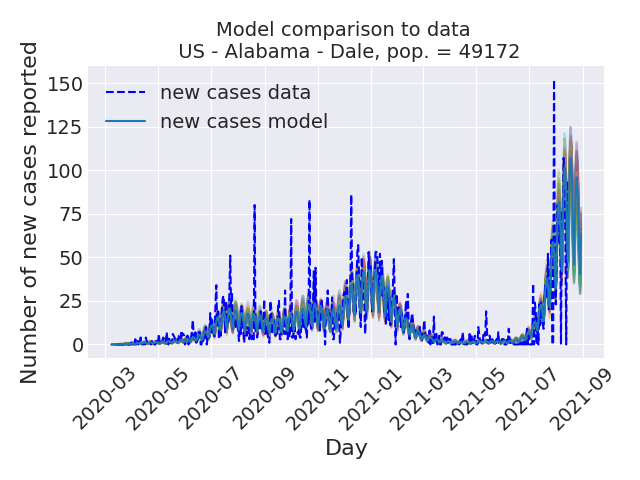 Model comparison to data
US - Alabama - Dale, pop. = 49172
Number of new cases reported
150
125
100
75
50
25
0
new cases data
new cases model
2020-03
2020-05
2020-07
2020-09
2020-11
2021-01
2021-03
2021-05
2021-07
2021-09
Day